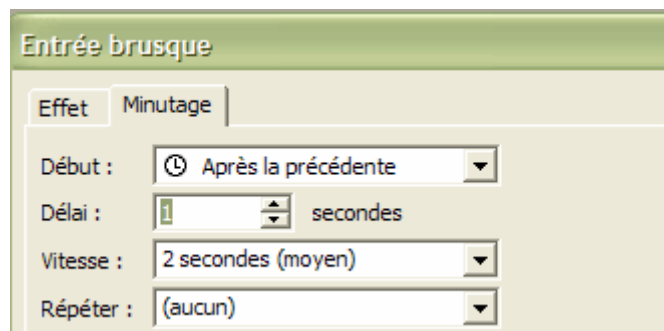 Entrée brusque
Effet Minutage
Début : Après la précédente
Délai : 1 secondes
Vitesse : 2 secondes (moyen)
Répéter : (aucun)